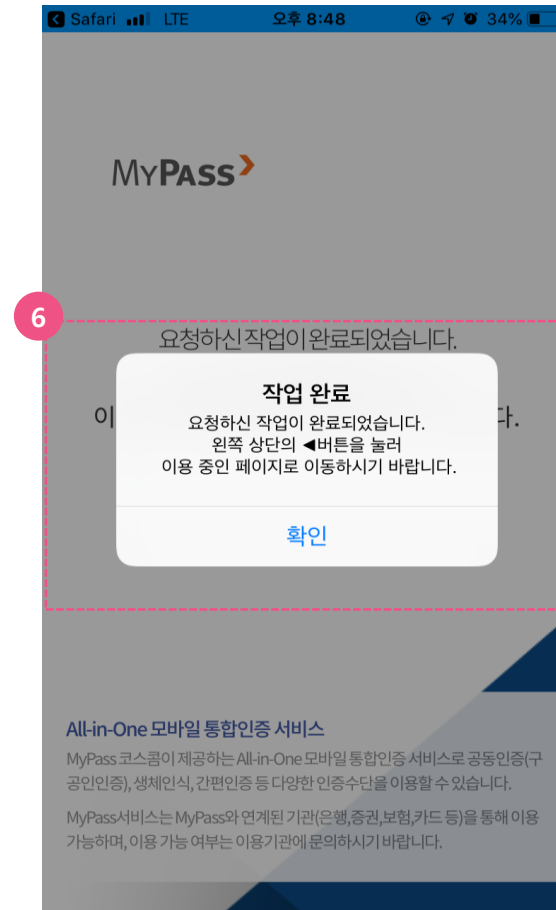 Safari LTE 오후 8:48 34%
MYPASS
6
요청하신 작업이 완료되었습니다.
작업 완료
이 다.
요청하신 작업이 완료되었습니다.
왼쪽 상단의 ◀버튼을 눌러
이용 중인 페이지로 이동하시기 바랍니다.
확인
All-in-One 모바일 통합인증 서비스
MyPass 코스콤이 제공하는 All-in-One 모바일 통합인증 서비스로 공동인증(구
공인인증), 생체인식, 간편인증 등 다양한 인증수단을 이용할 수 있습니다.
MyPass서비스는 MyPass와 연계된 기관(은행,증권,보험,카드 등)을 통해 이용
가능하며, 이용 가능 여부는 이용기관에 문의하시기 바랍니다.